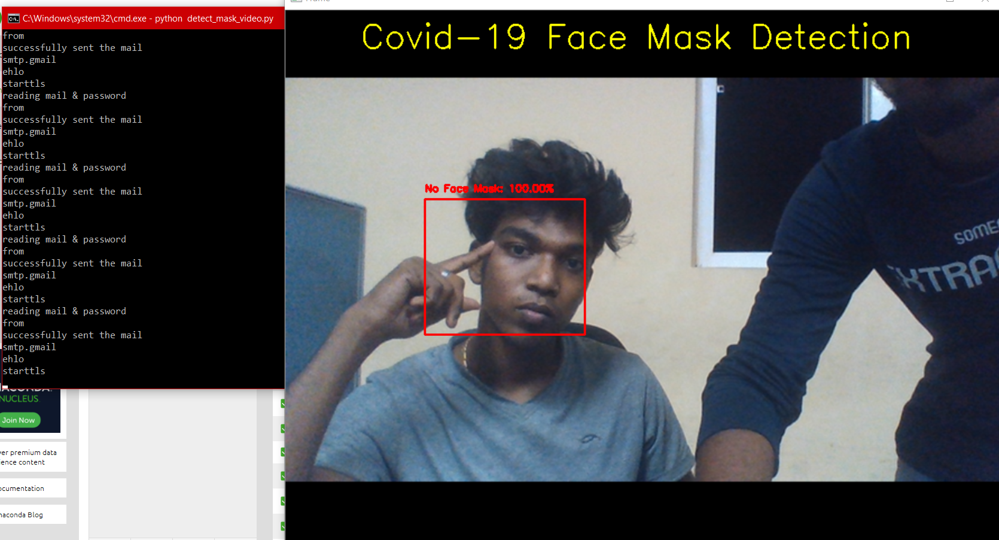 C:\Windows\system32\cmd.exe - python  detect_mask_video.py
from
successfully sent the mail
smtp.gmail
ehlo
starttls
reading mail & password
from
successfully sent the mail
smtp.gmail
ehlo
starttls
reading mail & password
from
successfully sent the mail
smtp.gmail
ehlo
starttls
reading mail & password
from
successfully sent the mail
smtp.gmail
ehlo
starttls
reading mail & password
from
successfully sent the mail
smtp.gmail
ehlo
starttls
NUCLEUS
Join Now
ver premium data
ience content
ocumentation
naconda Blog
Frame
Covid-19 Face Mask Detection
No Face Mask: 100.00%
SOME
EXTRA